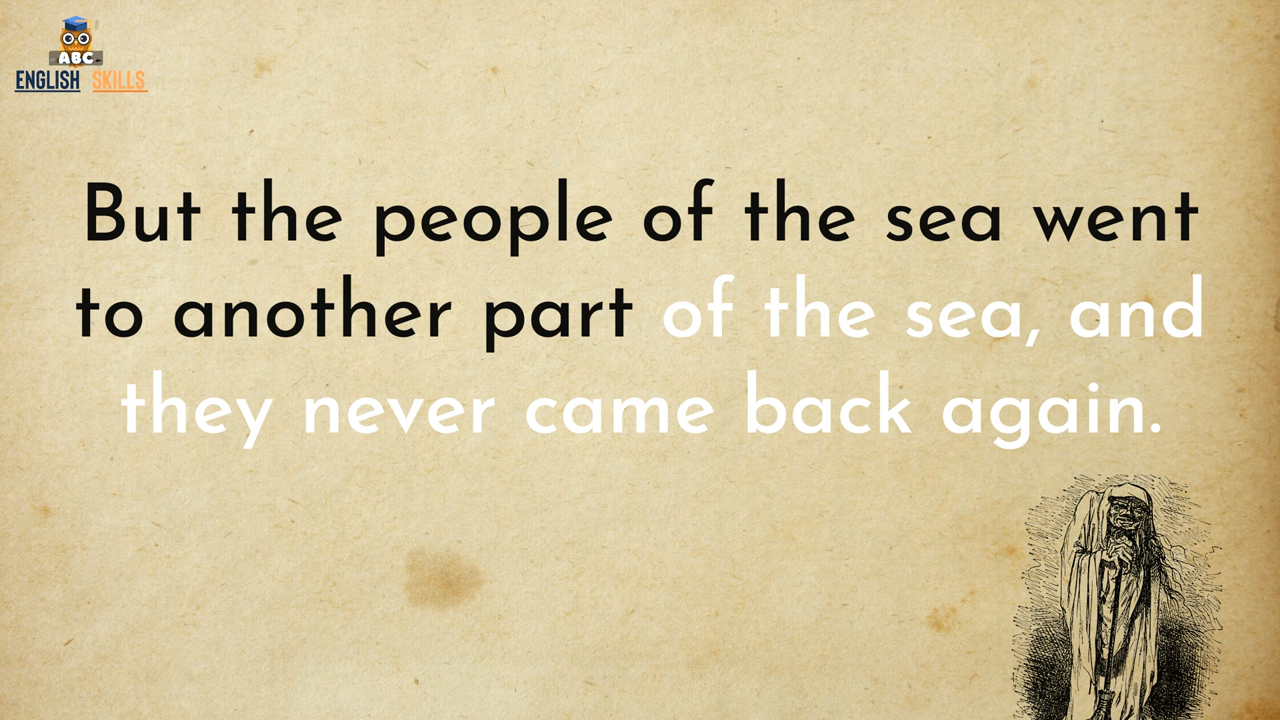 ABC
ENGLISH SKILLS
But the people of the sea went
to another part of the sea, and
they never came back again.